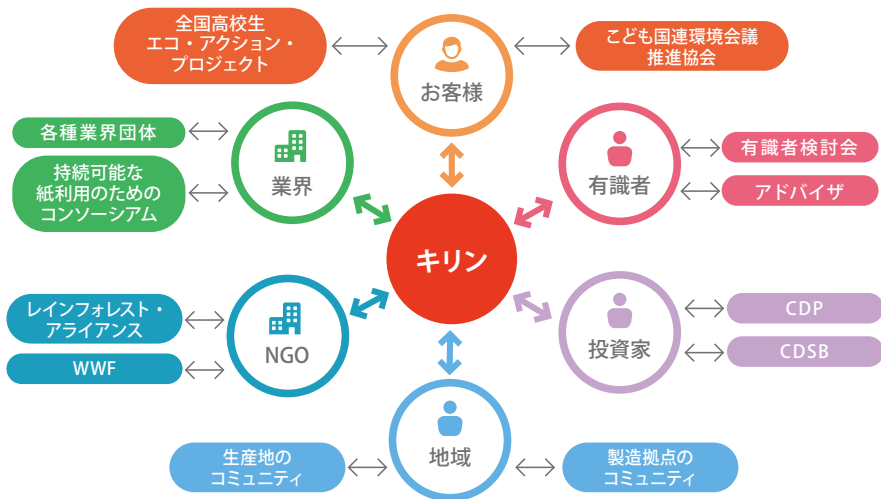 全国高校生
エコ・アクション・
プロジェクト
お客様
こども国連環境会議
推進協会
各種業界団体
持続可能な
紙利用のための
コンソーシアム
業界
有識者
有識者検討会
アドバイザ
キリン
レインフォレスト・
アライアンス
WWF
NGO
投資家
CDP
CDSB
生産地の
コミュニティ
地域
製造拠点の
コミュニティ